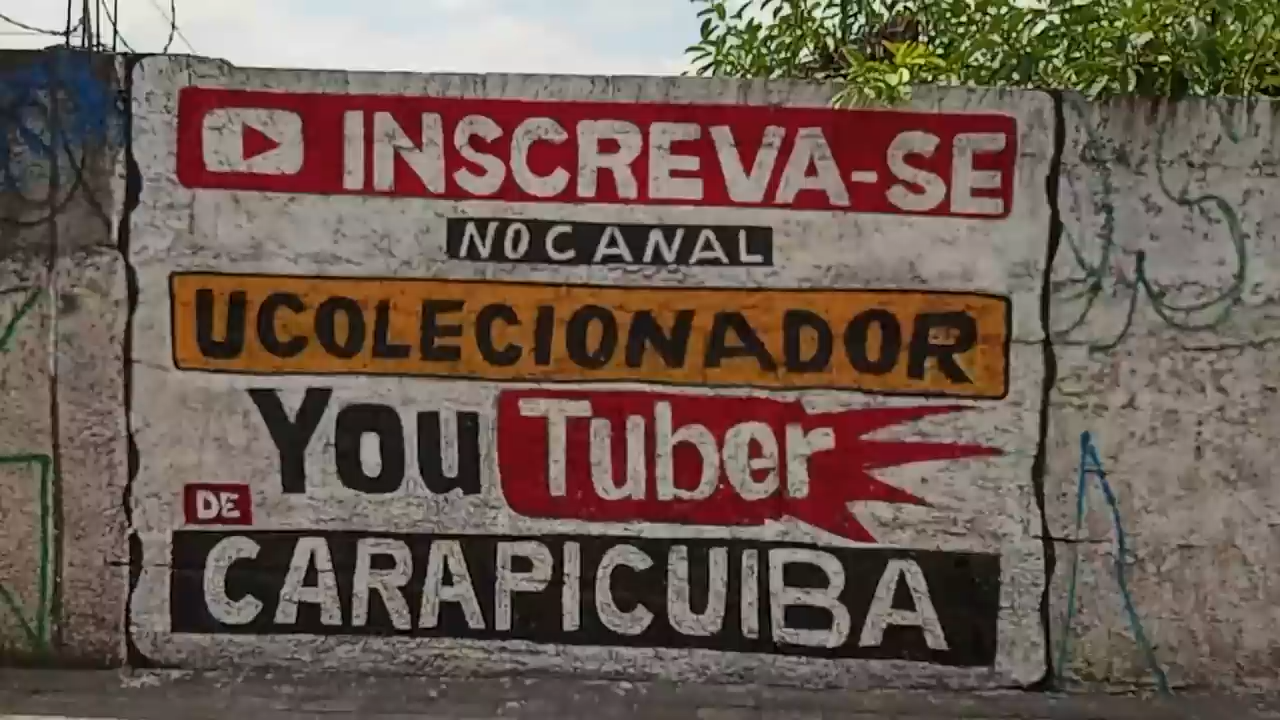 INSCREVA-SE
NO CANAL
UCOLECIONADOR
YouTuber
DE
CARAPICUIBA